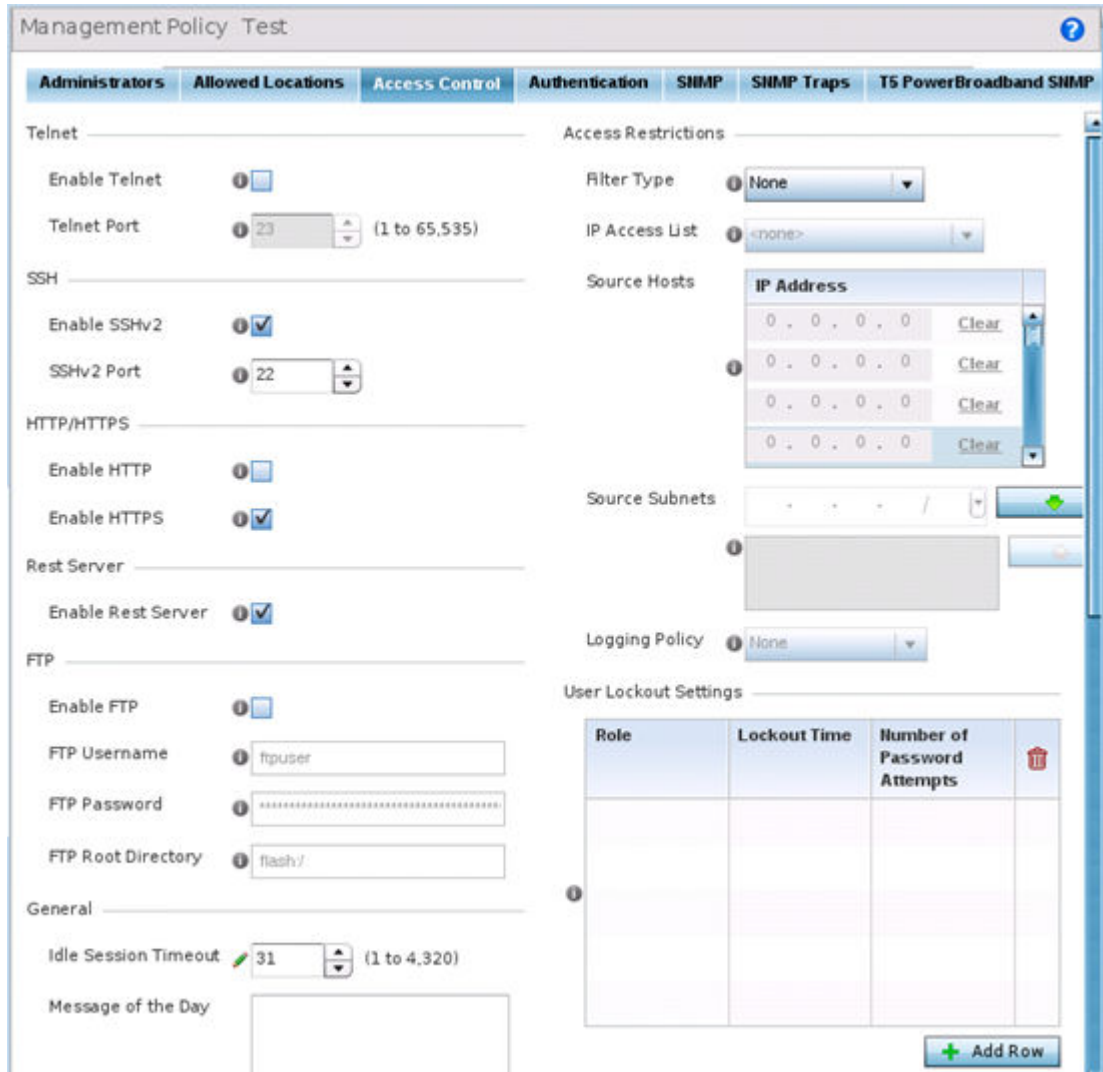 Management Policy Test
?
Administrators Allowed Locations Access Control Authentication SNMP SNMP Traps T5 PowerBroadband SNMP
Telnet
Enable Telnet
Telnet Port 23 (1 to 65,535)
SSH
Enable SSHv2
SSHv2 Port 22
HTTP/HTTPS
Enable HTTP
Enable HTTPS
Rest Server
Enable Rest Server
FTP
Enable FTP
FTP Username ftpuser
FTP Password ****************************************
FTP Root Directory flash:/
General
Idle Session Timeout 31 (1 to 4,320)
Message of the Day
Access Restrictions
Filter Type None
IP Access List <none>
Source Hosts
IP Address
0 . 0 . 0 . 0 Clear
0 . 0 . 0 . 0 Clear
0 . 0 . 0 . 0 Clear
0 . 0 . 0 . 0 Clear
Source Subnets . . . /
Logging Policy None
User Lockout Settings
Role Lockout Time Number of
Password
Attempts
Add Row